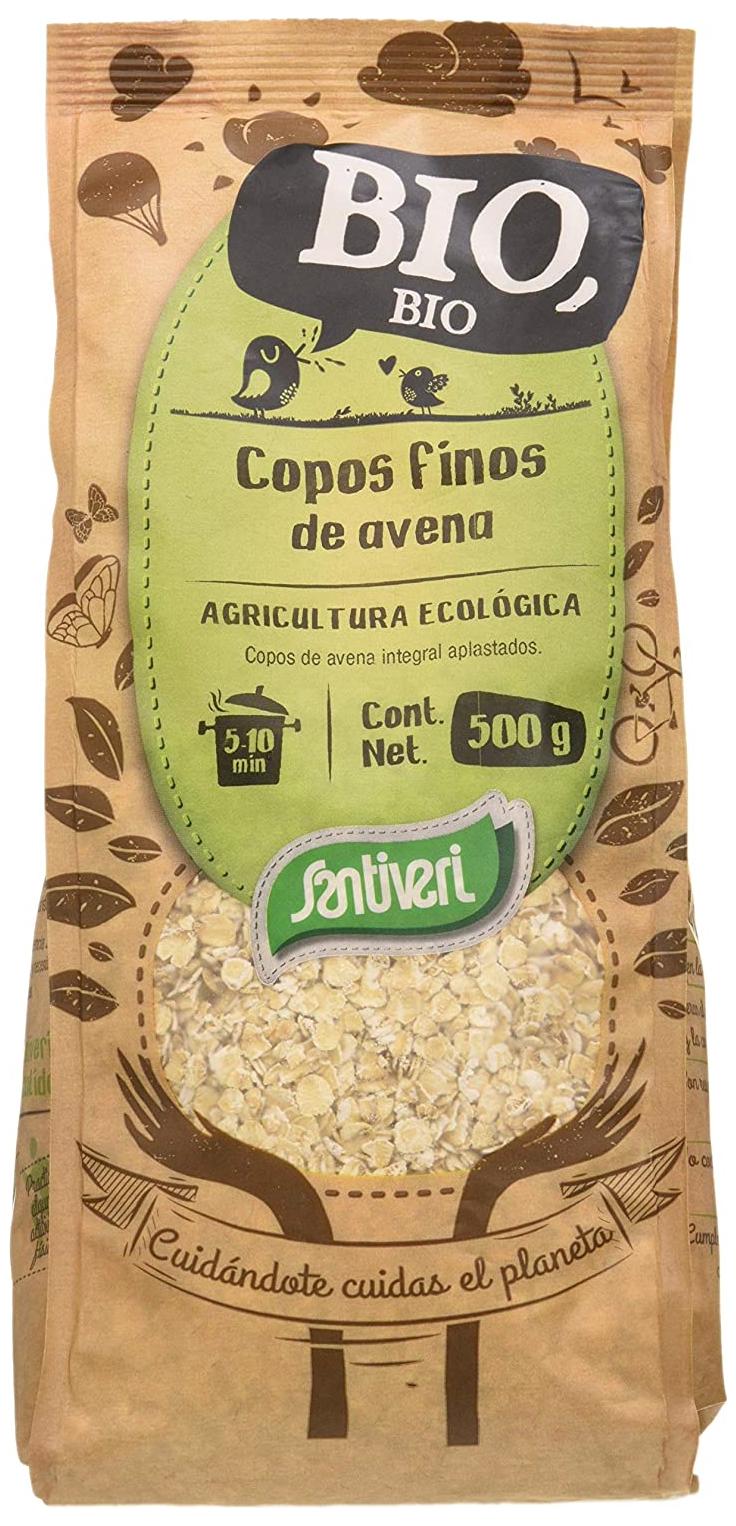 BIO,
BIO
Copos finos
de avena
AGRICULTURA ECOLÓGICA
Copos de avena integral aplastados.
5-10
min
Cont.
Net.
500 g
Santiveri
Cuidándote cuidas el planeta